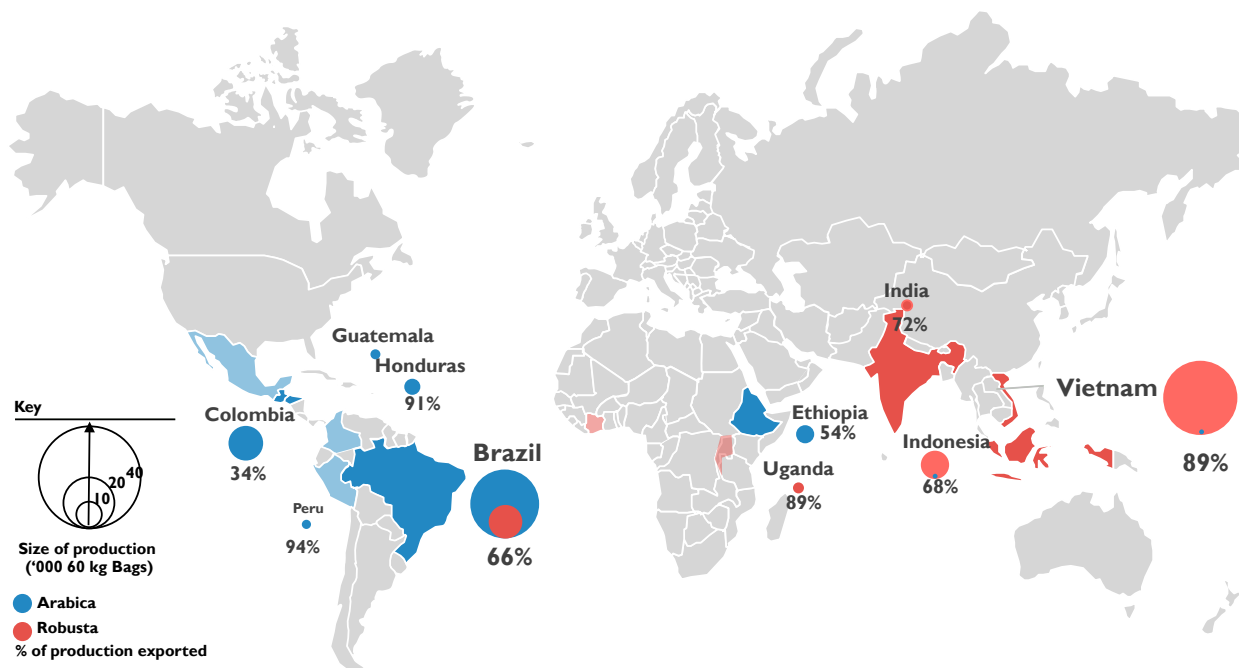 India
72%
Guatemala
Honduras
91%
Vietnam
89%
Key
Colombia
34%
Ethiopia
54%
Indonesia
68%
Brazil
66%
Uganda
89%
40
20
10
Peru
94%
Size of production
(‘000 60 kg Bags)
Arabica
Robusta
% of production exported